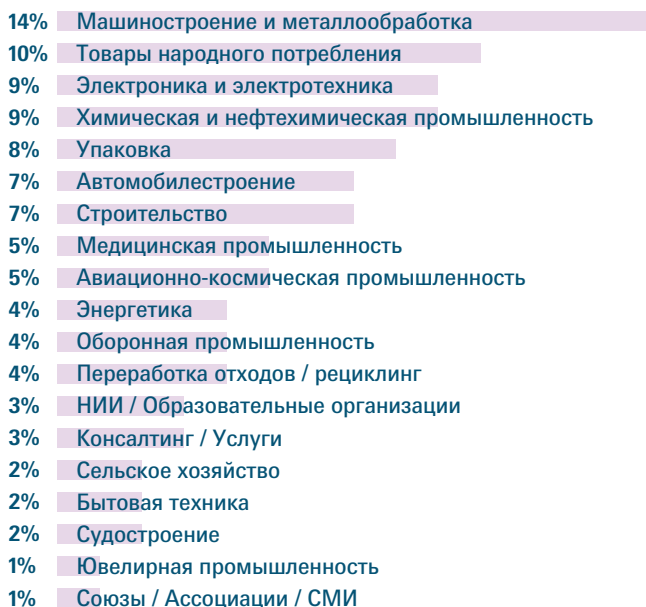 14% Машиностроение и металлообработка
10% Товары народного потребления
9% Электроника и электротехника
9% Химическая и нефтехимическая промышленность
8% Упаковка
7% Автомобилестроение
7% Строительство
5% Медицинская промышленность
5% Авиационно-космическая промышленность
4% Энергетика
4% Оборонная промышленность
4% Переработка отходов / рециклинг
3% НИИ / Образовательные организации
3% Консалтинг / Услуги
2% Сельское хозяйство
2% Бытовая техника
2% Судостроение
1% Ювелирная промышленность
1% Союзы / Ассоциации / СМИ